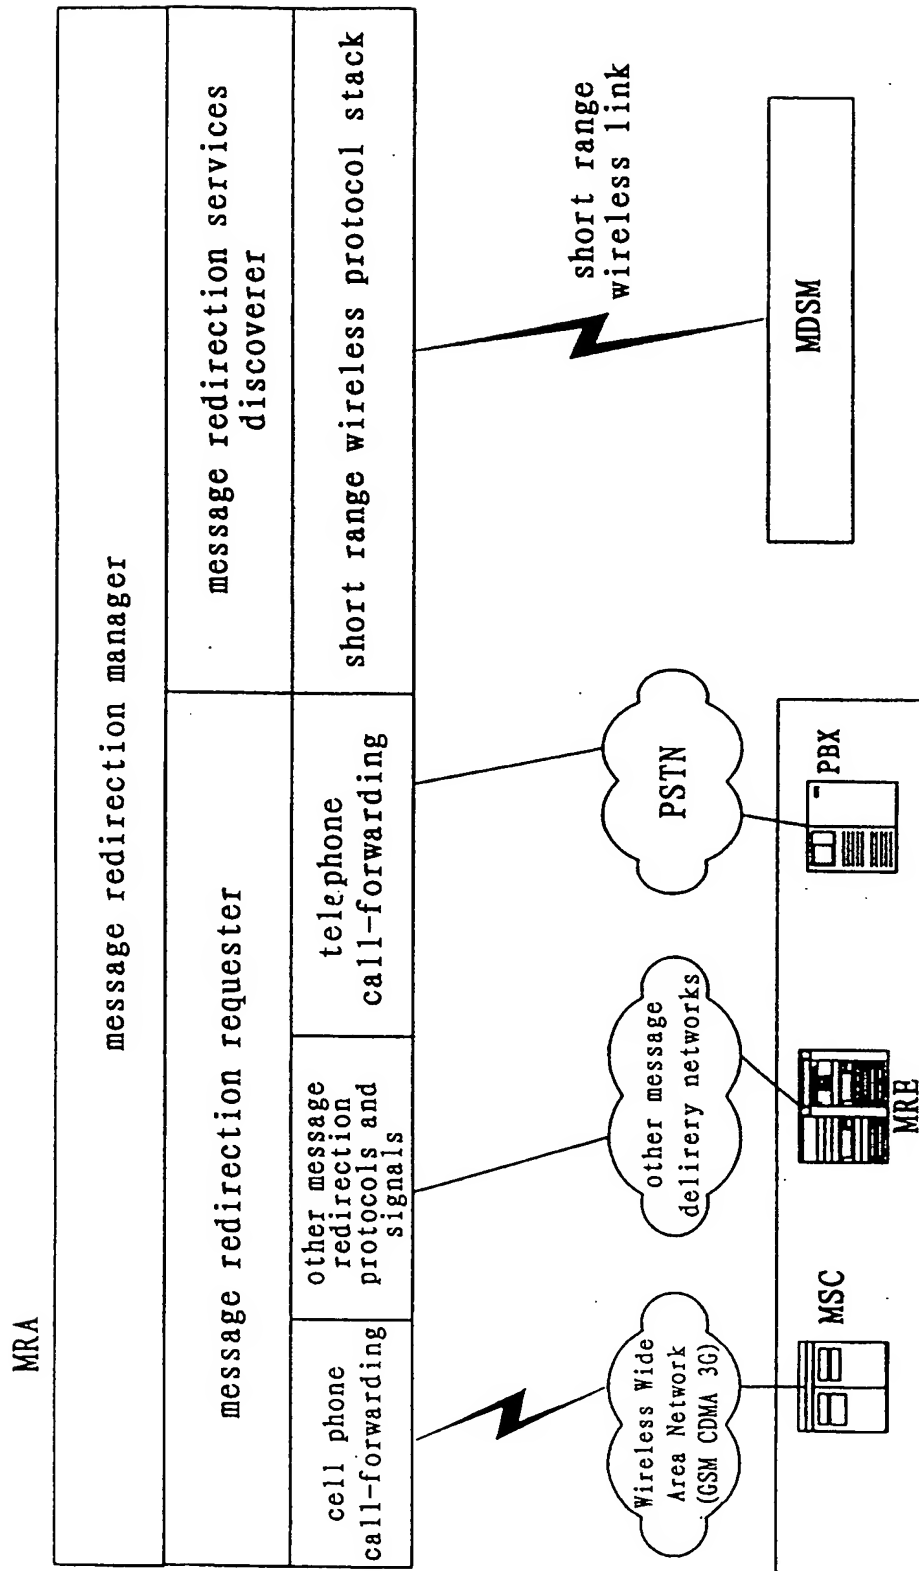 MRA
message redirection manager
message redirection requester
message redirection services
discoverer
cell phone
call-forwarding
other message
redirection
protocols and
signals
telephone
call-forwarding
short range wireless protocol stack
short range
wireless link
Wireless Wide
Area Network
(GSM CDMA 3G)
other message
delirery networks
PSTN
MSC
MRE
PBX
MDSM